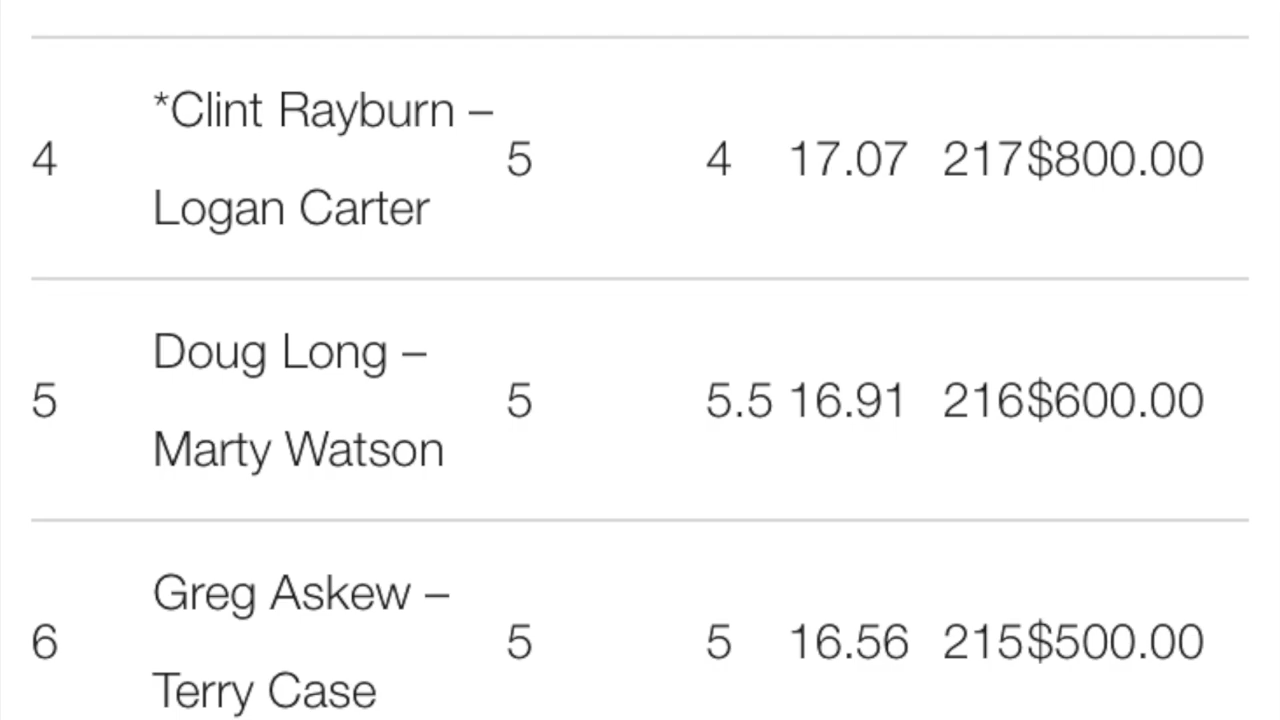 *Clint Rayburn –
4 5 4 17.07 217$800.00
Logan Carter
Doug Long –
5 5 5.5 16.91 216$600.00
Marty Watson
Greg Askew –
6 5 5 16.56 215$500.00
Terry Case